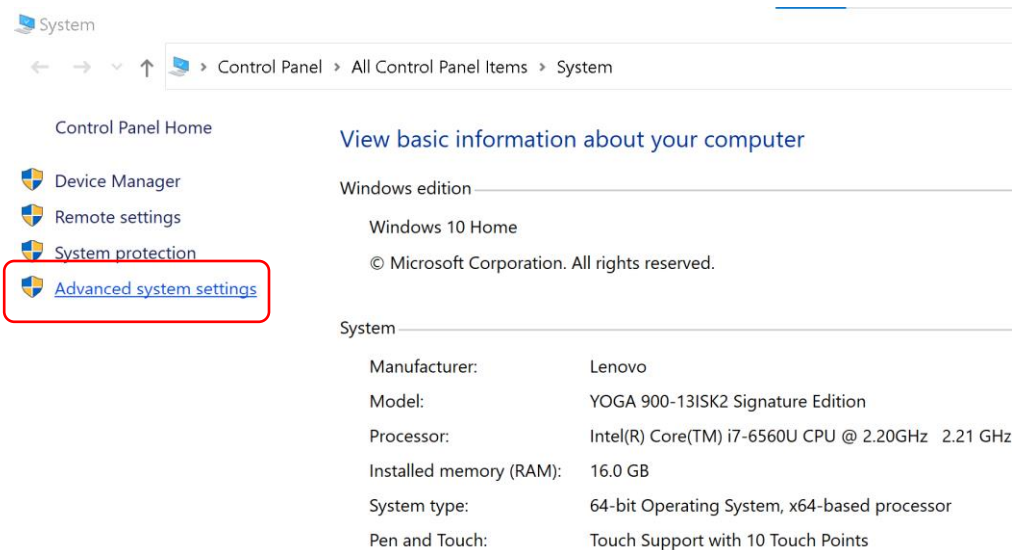 System
Control Panel > All Control Panel Items > System
Control Panel Home
Device Manager
Remote settings
System protection
Advanced system settings
View basic information about your computer
Windows edition
Windows 10 Home
© Microsoft Corporation. All rights reserved.
System
Manufacturer: Lenovo
Model: YOGA 900-13ISK2 Signature Edition
Processor: Intel(R) Core(TM) i7-6560U CPU @ 2.20GHz 2.21 GHz
Installed memory (RAM): 16.0 GB
System type: 64-bit Operating System, x64-based processor
Pen and Touch: Touch Support with 10 Touch Points